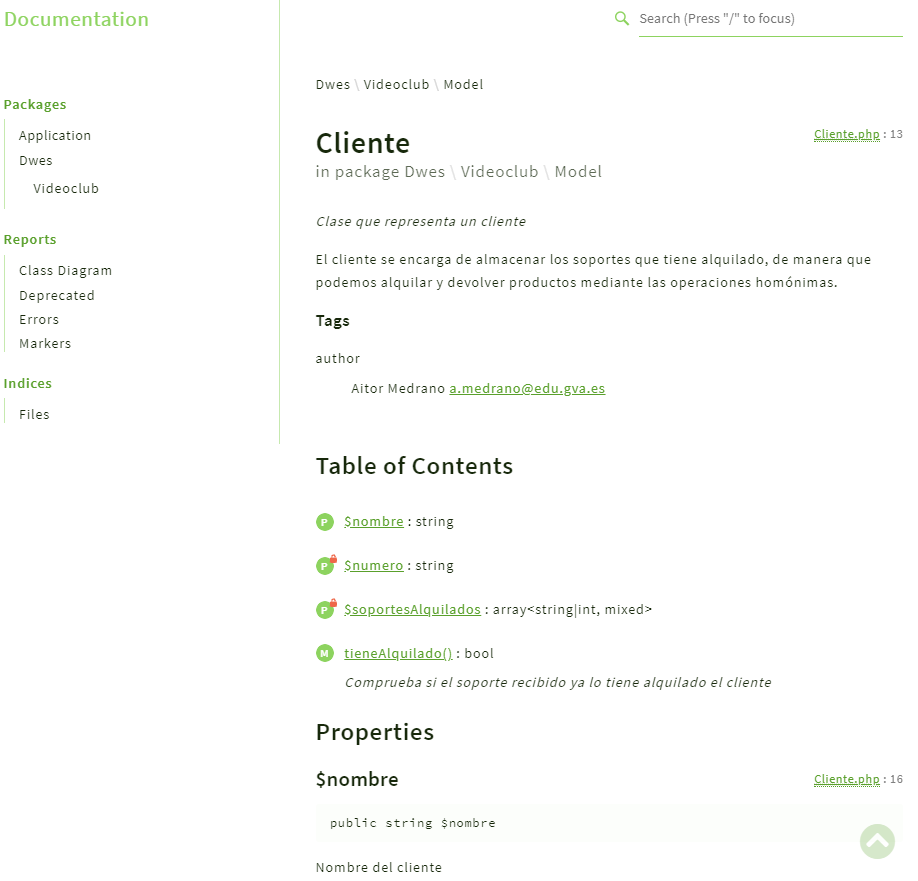 Documentation
Search (Press "/" to focus)
Packages
Application
Dwes
Videoclub
Reports
Class Diagram
Deprecated
Errors
Markers
Indices
Files
Dwes \ Videoclub \ Model
Cliente
Cliente.php : 13
in package Dwes \ Videoclub \ Model
Clase que representa un cliente
El cliente se encarga de almacenar los soportes que tiene alquilado, de manera que
podemos alquilar y devolver productos mediante las operaciones homónimas.
Tags
author
Aitor Medrano a.medrano@edu.gva.es
Table of Contents
P $nombre : string
P $numero : string
P $soportesAlquilados : array<string|int, mixed>
M tieneAlquilado() : bool
Comprueba si el soporte recibido ya lo tiene alquilado el cliente
Properties
$nombre
Cliente.php : 16
public string $nombre
Nombre del cliente